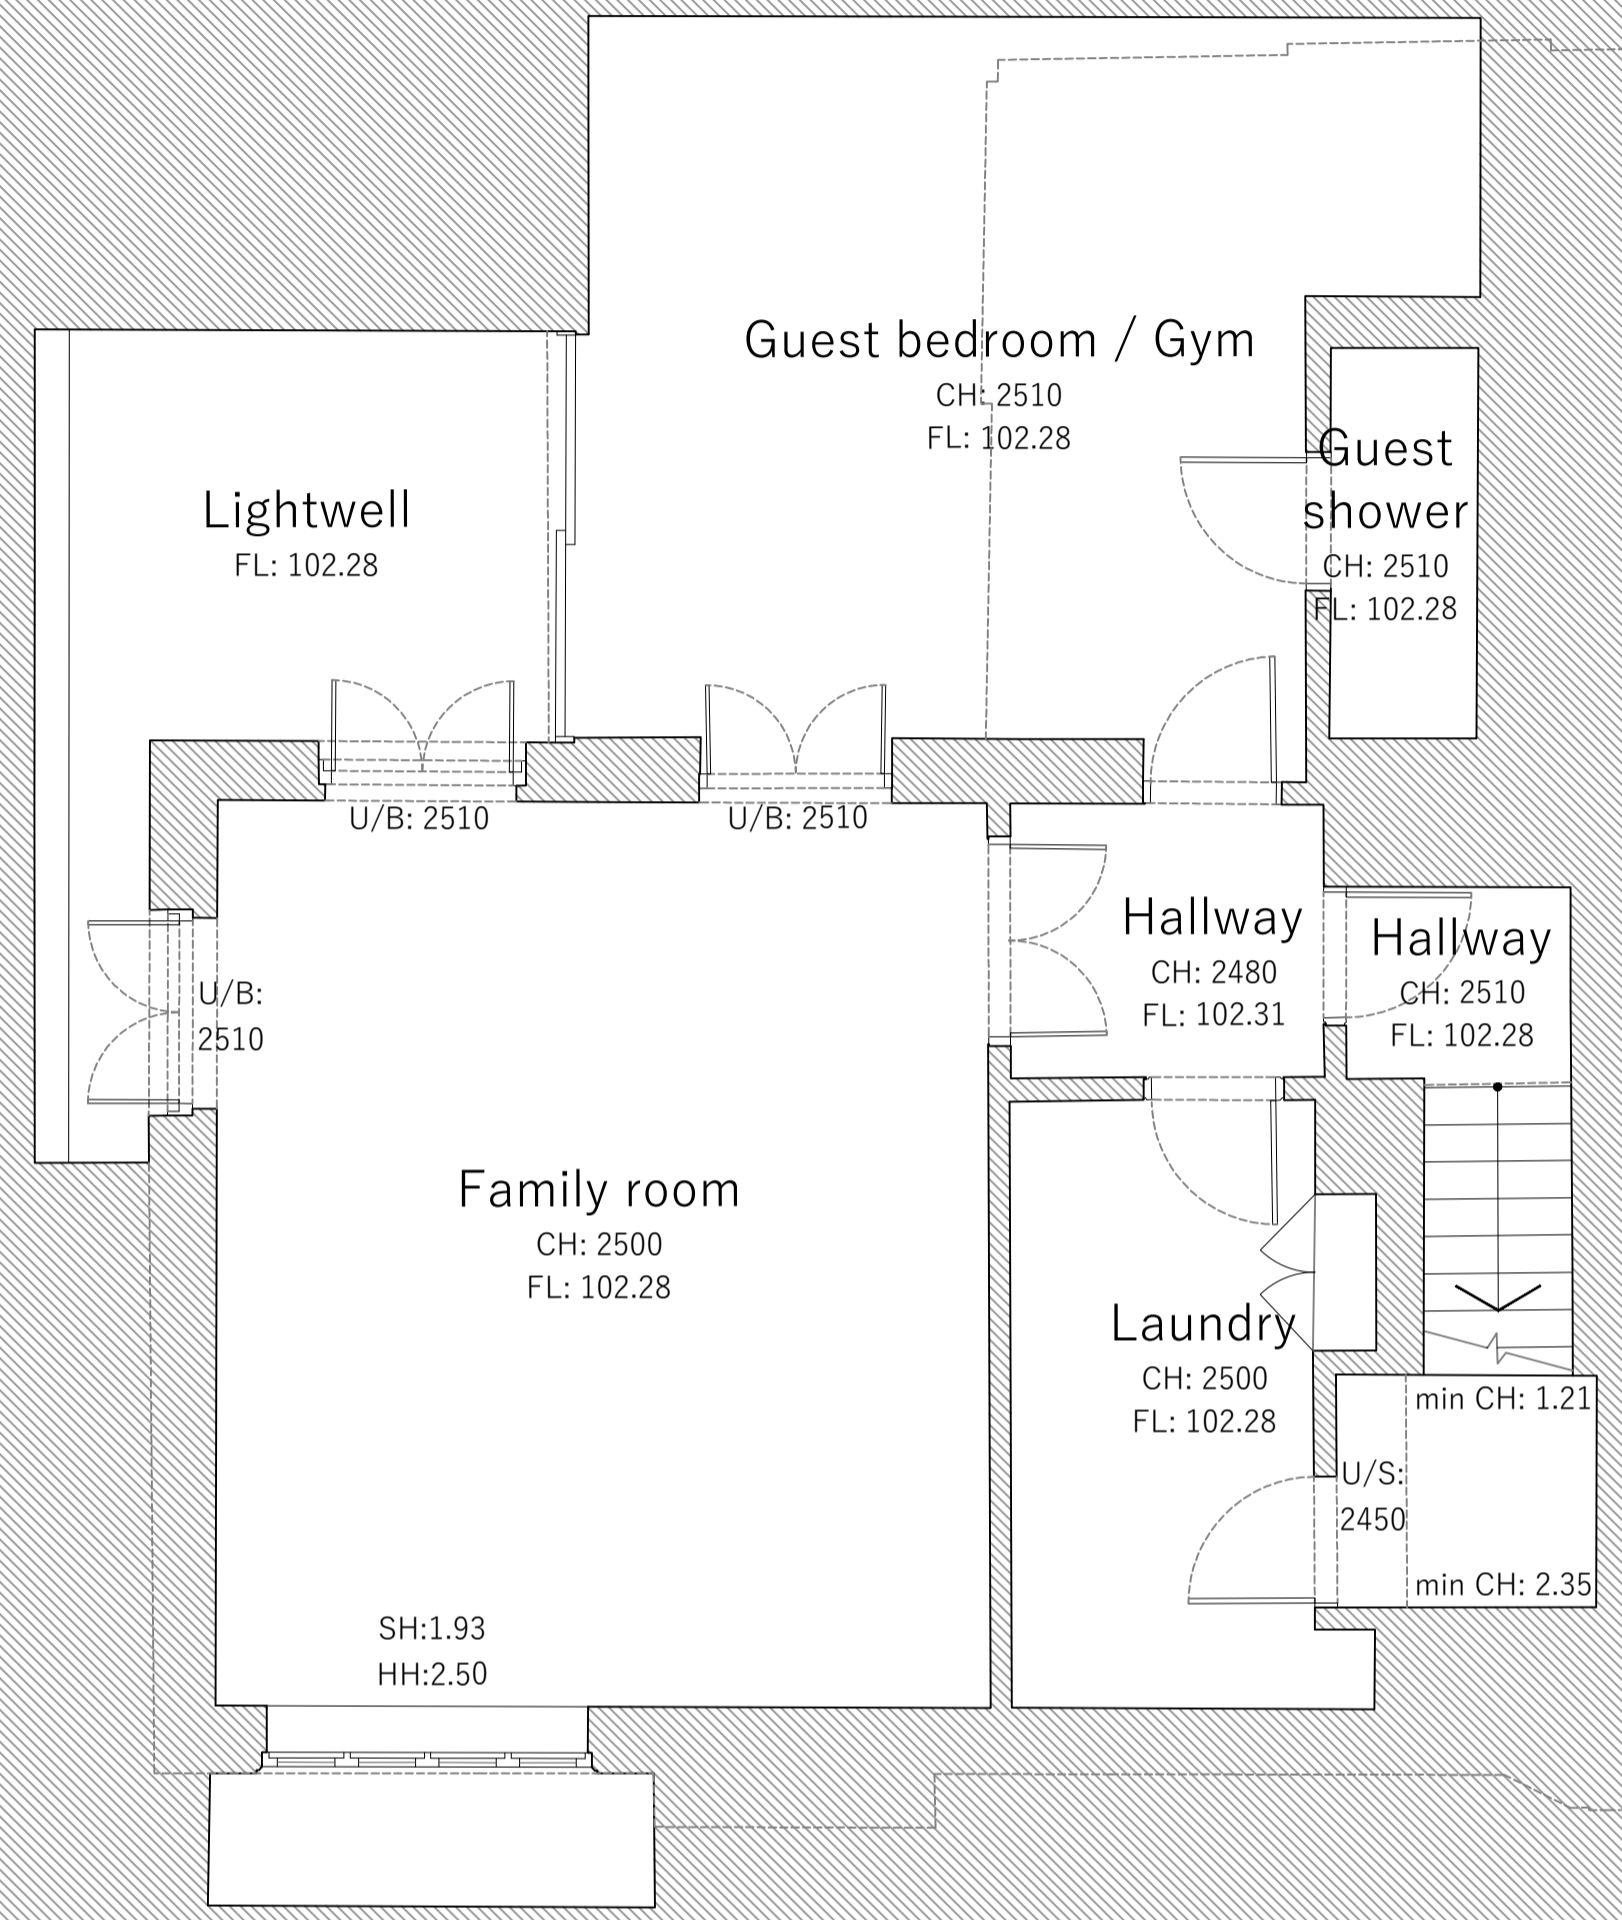 Guest bedroom / Gym
CH: 2510
FL: 102.28
Guest
shower
CH: 2510
FL: 102.28
Lightwell
FL: 102.28
U/B: 2510
U/B: 2510
Hallway
CH: 2480
FL: 102.31
Hallway
CH: 2510
FL: 102.28
U/B:
2510
Family room
CH: 2500
FL: 102.28
Laundry
CH: 2500
FL: 102.28
min CH: 1.21
U/S:
2450
min CH: 2.35
SH:1.93
HH:2.50